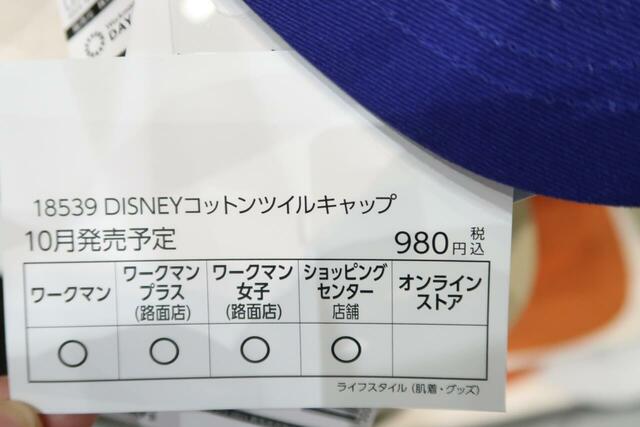 DAY
18539 DISNEYコットンツイルキャップ
10月発売予定
980円税込
ワークマン
ワークマンプラス(路面店)
ワークマン女子(路面店)
ショッピングセンター店舗
オンラインストア
○ ○ ○ ○
ライフスタイル（肌着・グッズ）